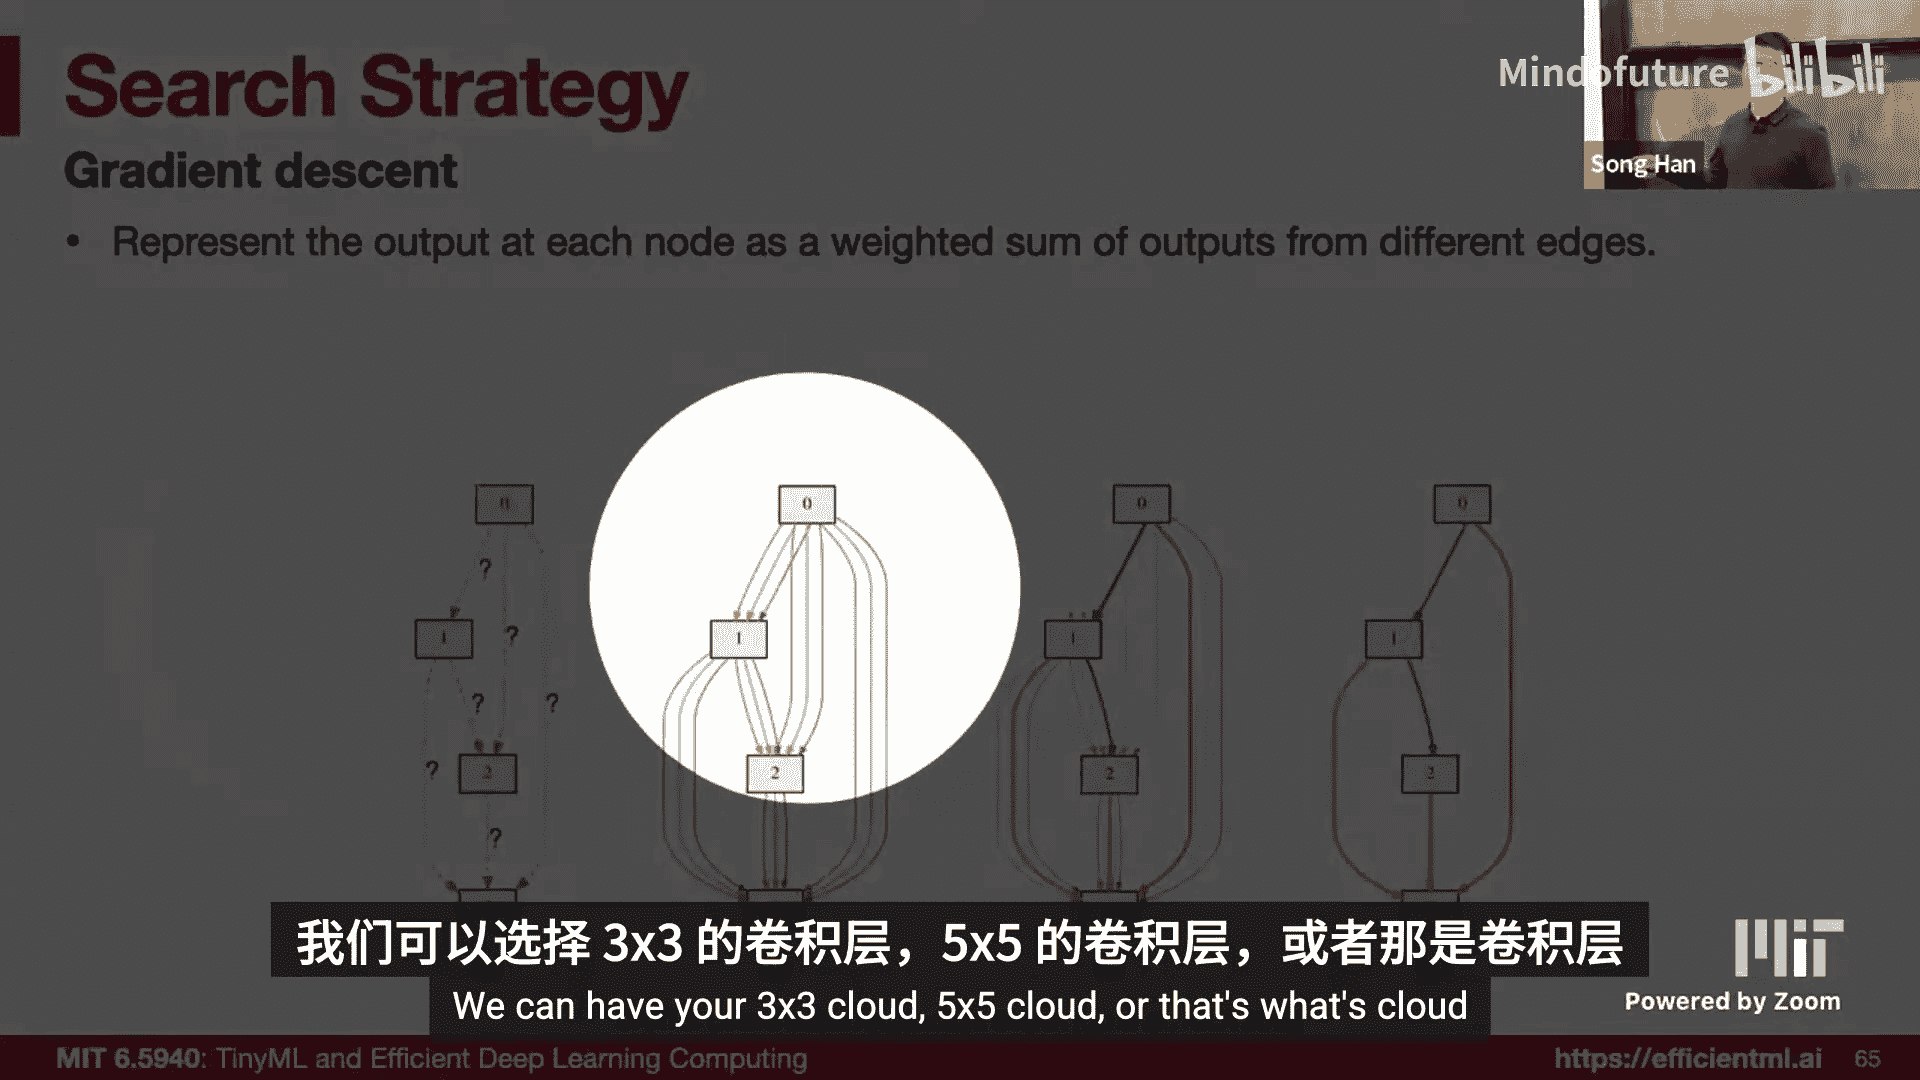 Search Strategy
Mindofuture bilibili
Gradient descent
Song Han
• Represent the output at each node as a weighted sum of outputs from different edges.
0
0
0
0
?
1
?
1
1
1
?
?
?
2
2
2
2
?
我们可以选择 3x3 的卷积层，5x5 的卷积层，或者那是卷积层
We can have your 3x3 cloud, 5x5 cloud, or that's what's cloud
MIT
Powered by Zoom
MIT 6.5940: TinyML and Efficient Deep Learning Computing
https://efficientml.ai
65